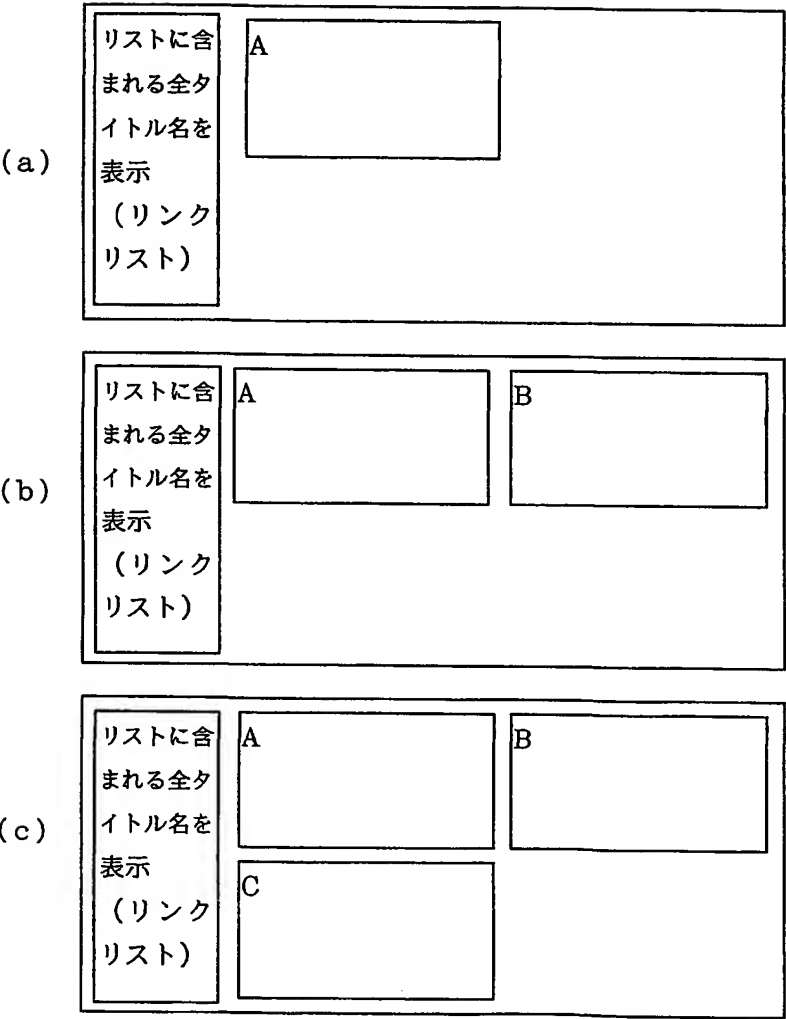 (a)
リストに含
まれる全タ
イトル名を
表示
(リンク
リスト)
A
(b)
リストに含
まれる全タ
イトル名を
表示
(リンク
リスト)
A
B
(c)
リストに含
まれる全タ
イトル名を
表示
(リンク
リスト)
A
B
C